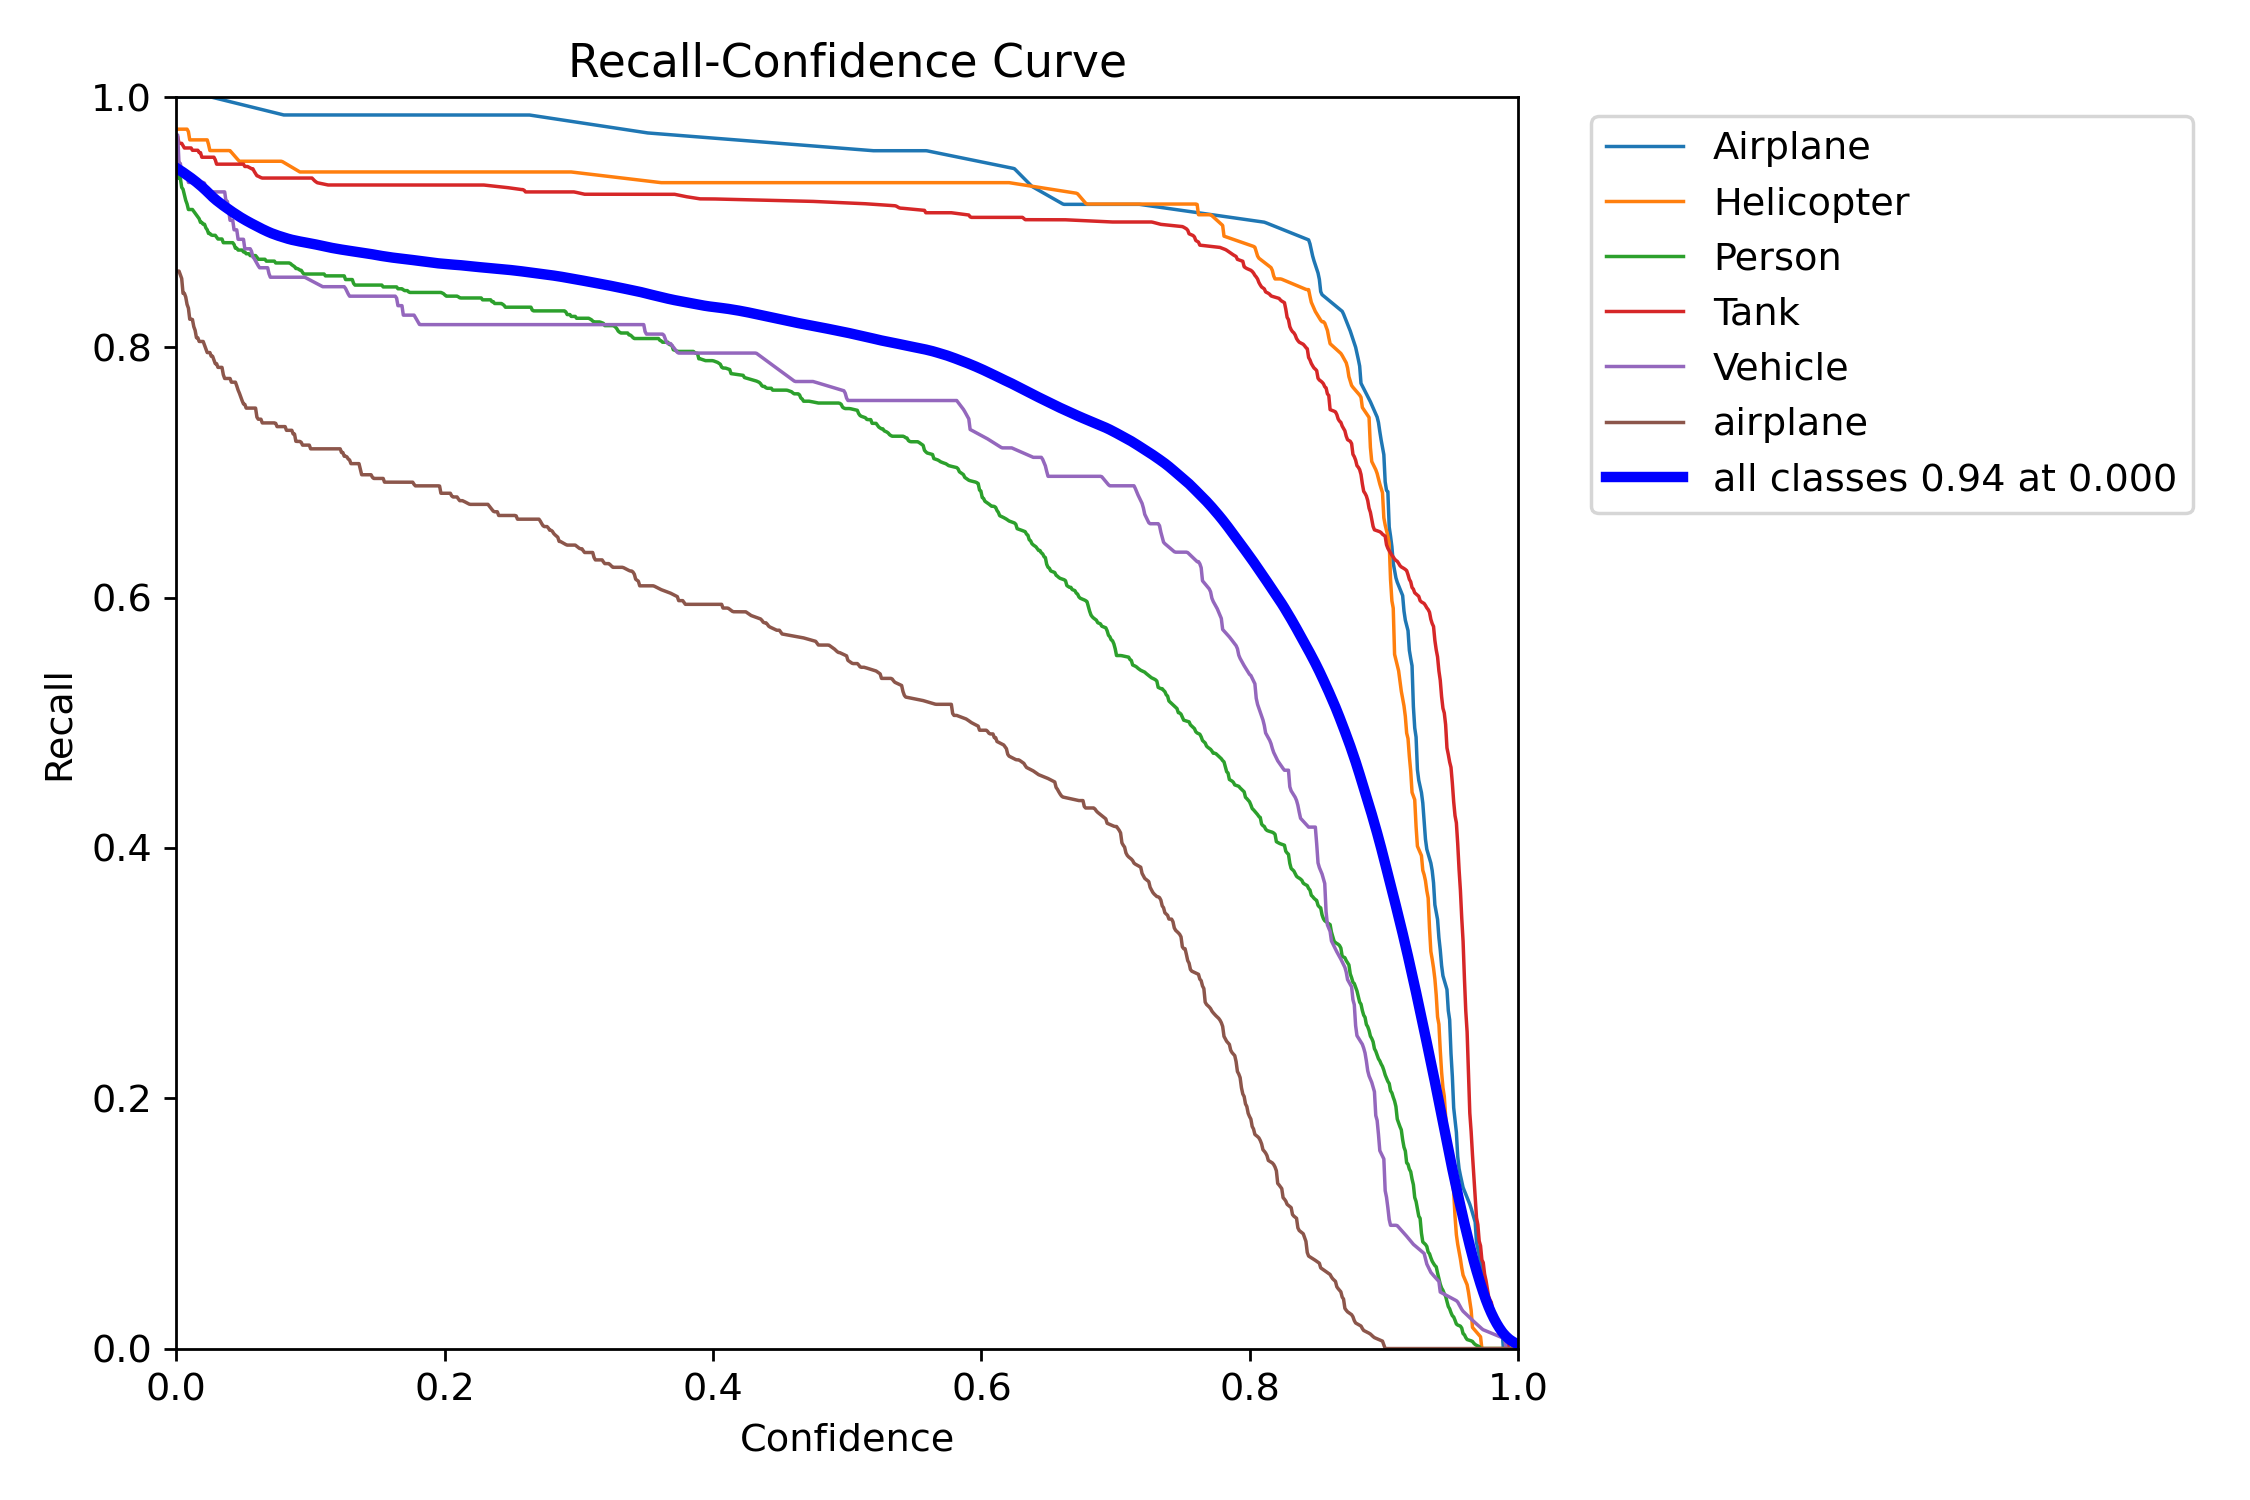 Recall-Confidence Curve
1.0
0.8
0.6
0.4
0.2
0.0
Recall
0.0 0.2 0.4 0.6 0.8 1.0
Confidence
Airplane
Helicopter
Person
Tank
Vehicle
airplane
all classes 0.94 at 0.000